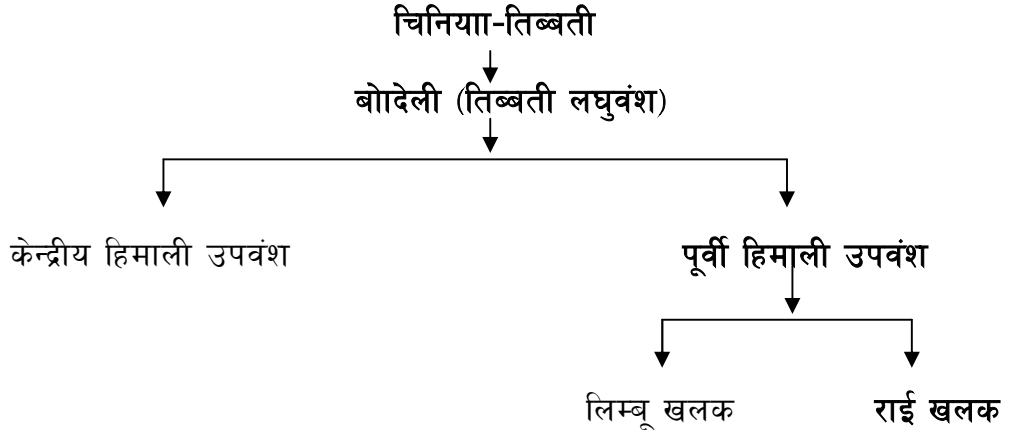 चिनियाा-तिब्बती
बोादेली (तिब्बती लघुवंश)
केन्द्रीय हिमाली उपवंश पूर्वी हिमाली उपवंश
लिम्बू खलक राई खलक